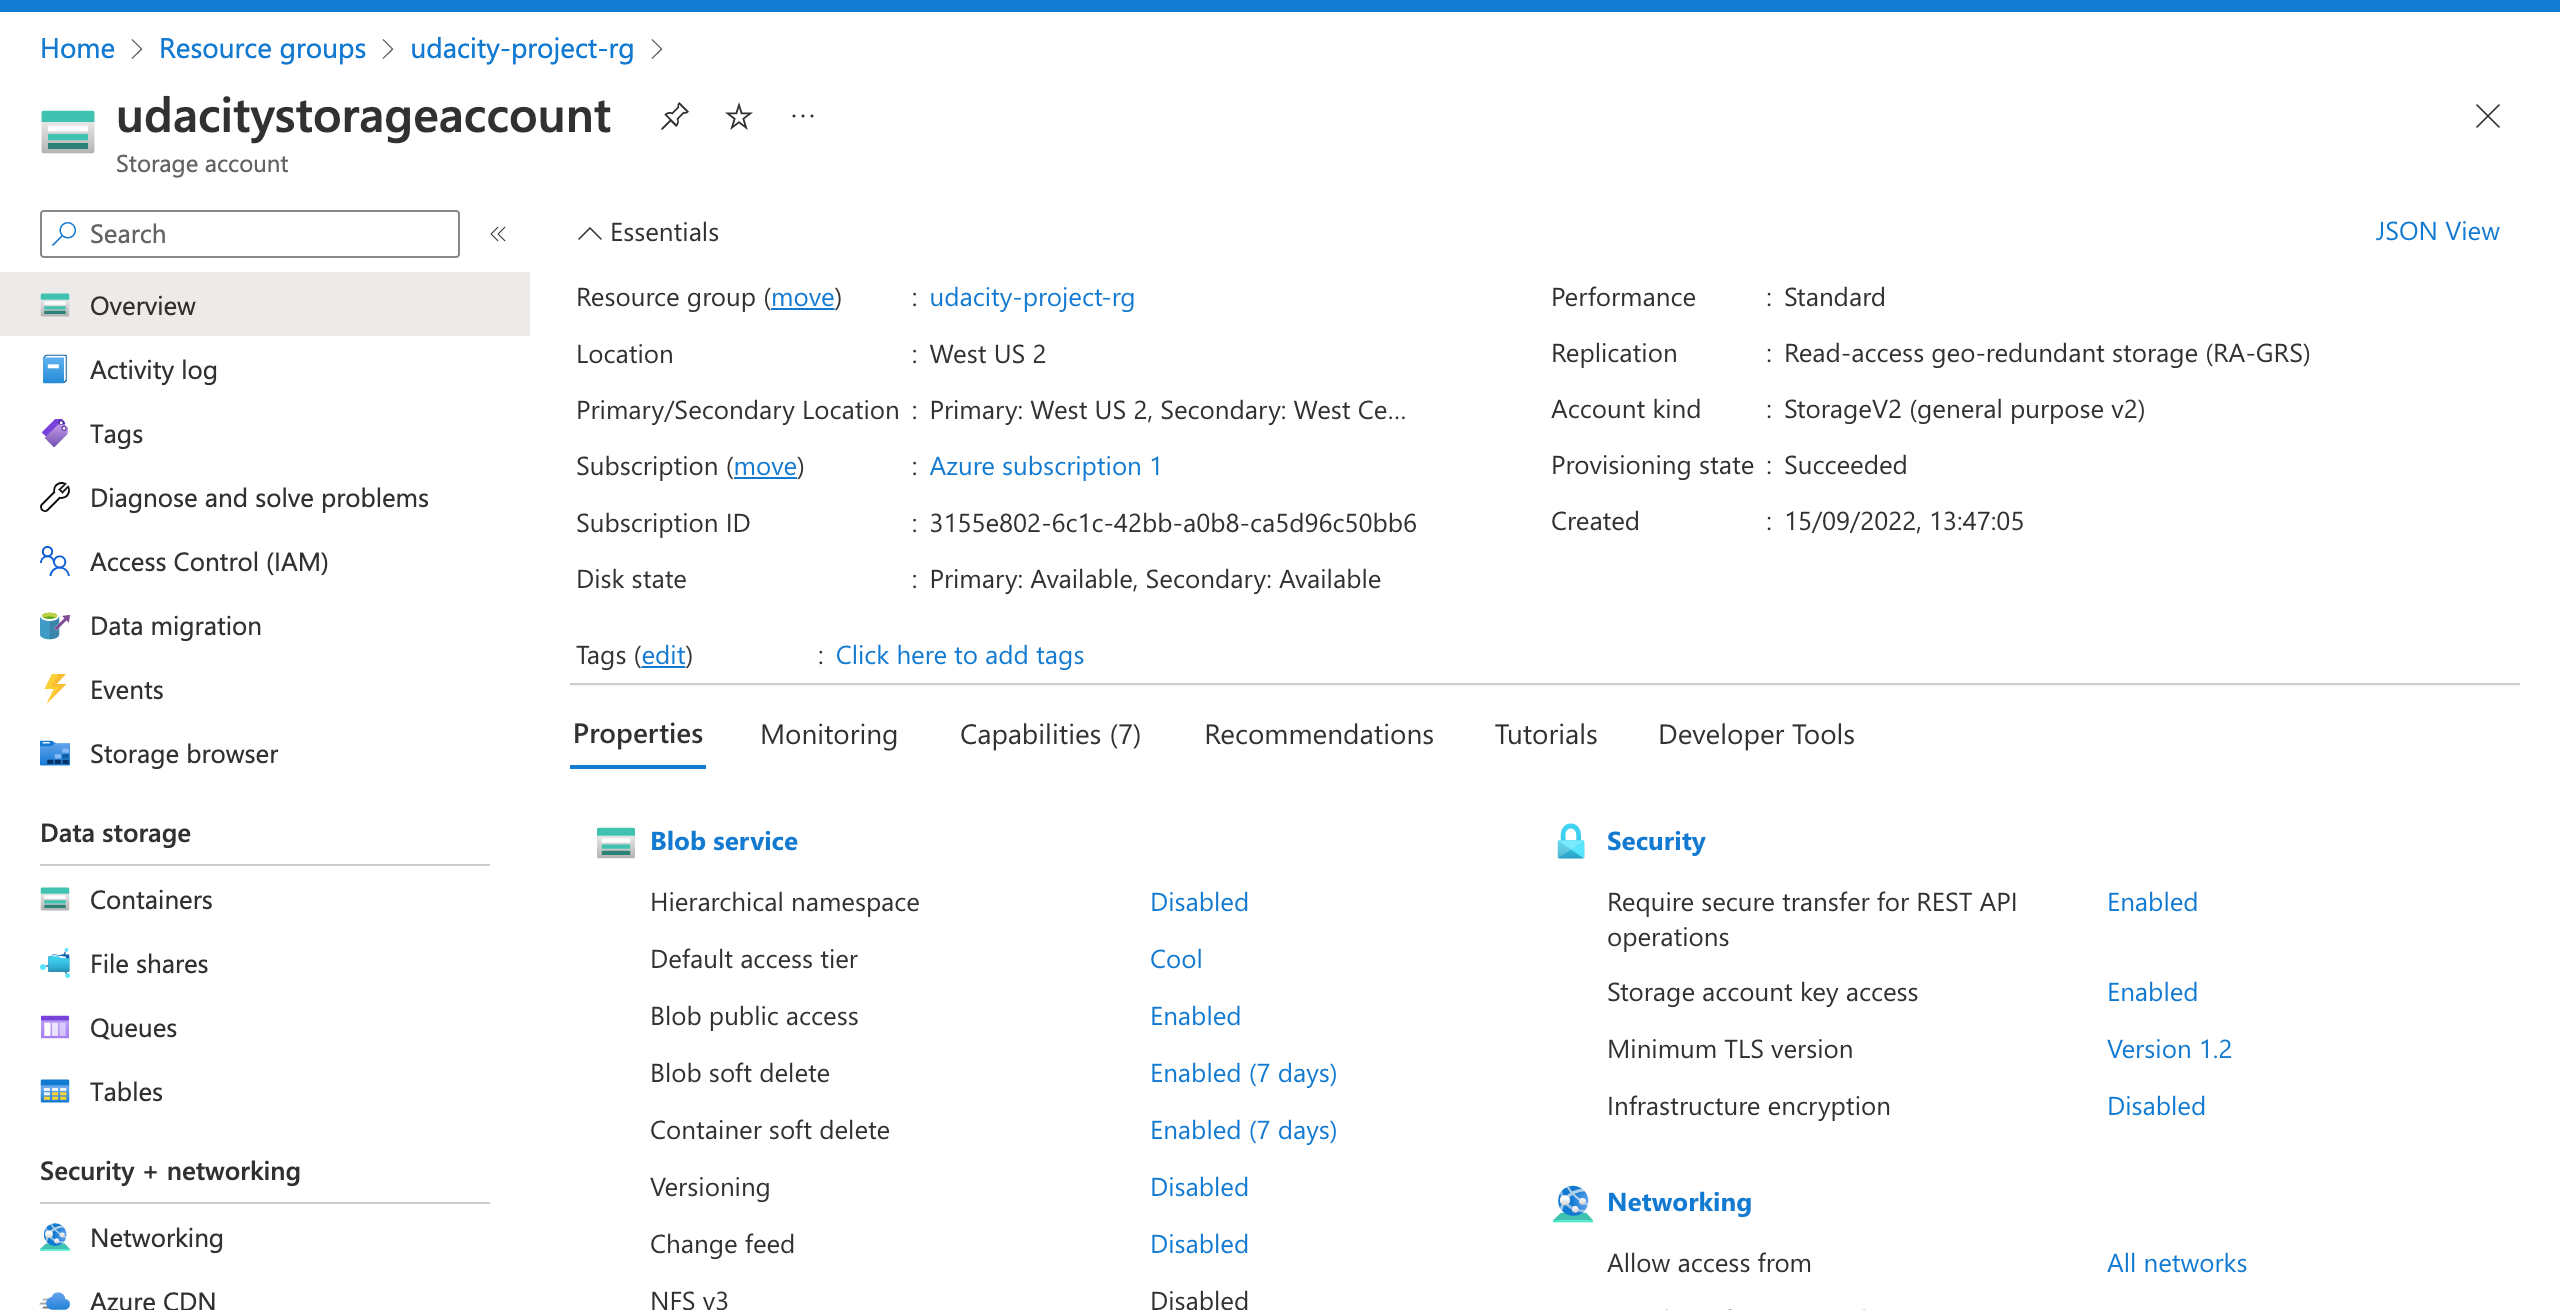 Home > Resource groups > udacity-project-rg >
udacitystorageaccount ...
Storage account
Search «
Overview
Activity log
Tags
Diagnose and solve problems
Access Control (IAM)
Data migration
Events
Storage browser
Data storage
Containers
File shares
Queues
Tables
Security + networking
Networking
Azure CDN
Essentials
JSON View
Resource group (move) : udacity-project-rg
Location : West US 2
Primary/Secondary Location : Primary: West US 2, Secondary: West Ce...
Subscription (move) : Azure subscription 1
Subscription ID : 3155e802-6c1c-42bb-a0b8-ca5d96c50bb6
Disk state : Primary: Available, Secondary: Available
Performance : Standard
Replication : Read-access geo-redundant storage (RA-GRS)
Account kind : StorageV2 (general purpose v2)
Provisioning state : Succeeded
Created : 15/09/2022, 13:47:05
Tags (edit) : Click here to add tags
Properties Monitoring Capabilities (7) Recommendations Tutorials Developer Tools
Blob service
Hierarchical namespace Disabled
Default access tier Cool
Blob public access Enabled
Blob soft delete Enabled (7 days)
Container soft delete Enabled (7 days)
Versioning Disabled
Change feed Disabled
NFS v3 Disabled
Security
Require secure transfer for REST API Enabled
operations
Storage account key access Enabled
Minimum TLS version Version 1.2
Infrastructure encryption Disabled
Networking
Allow access from All networks